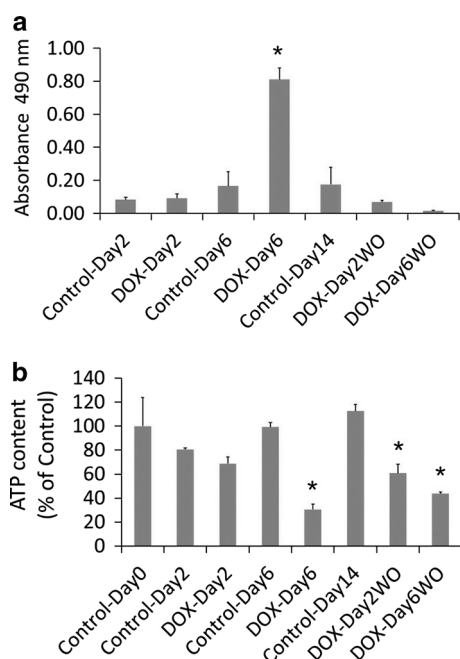 a
Absorbance 490 nm
1.00
0.80
0.60
0.40
0.20
0.00
*
Control-Day2
DOX-Day2
Control-Day6
DOX-Day6
Control-Day14
DOX-Day2WO
DOX-Day6WO
b
ATP content
(% of Control)
140
120
100
80
60
40
20
0
*
*
*
Control-Day0
Control-Day2
DOX-Day2
Control-Day6
DOX-Day6
Control-Day14
DOX-Day2WO
DOX-Day6WO